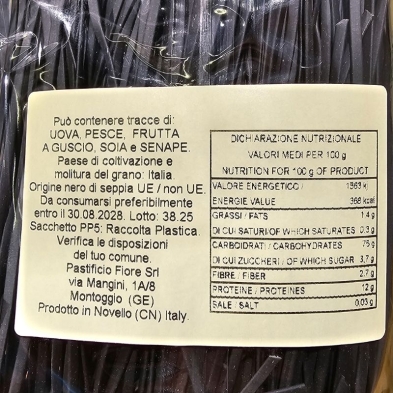 Può contenere tracce di:
UOVA, PESCE, FRUTTA
A GUSCIO, SOIA e SENAPE.
Paese di coltivazione e
molitura del grano: Italia
Origine nero di seppia UE / non UE.
Da consumarsi preferibilmente
entro il 30.08.2028. Lotto: 38.25
Sacchetto PP5: Raccolta Plastica.
Verifica le disposizioni
del tuo comune.
Pastificio Fiore Srl
via Mangini, 1A/8
Montoggio (GE)
Prodotto in Novello (CN) Italy.
DICHIARAZIONE NUTRIZIONALE
VALORI MEDI PER 100 g
NUTRITION FOR 100 g OF PRODUCT
VALORE ENERGETICO / 1563 kj
ENERGIE VALUE 368 kcal
GRASSI / FATS 1.4 g
DI CUI SATURI OF WHICH SATURATES 0.3 g
CARBOIDRATI / CARBOHYDRATES 75 g
DI CUI ZUCCHERI / OF WHICH SUGAR 3,7 g
FIBRE / FIBER 2.7 g
PROTEINE / PROTEINES 12 g
SALE / SALT 0,03 g